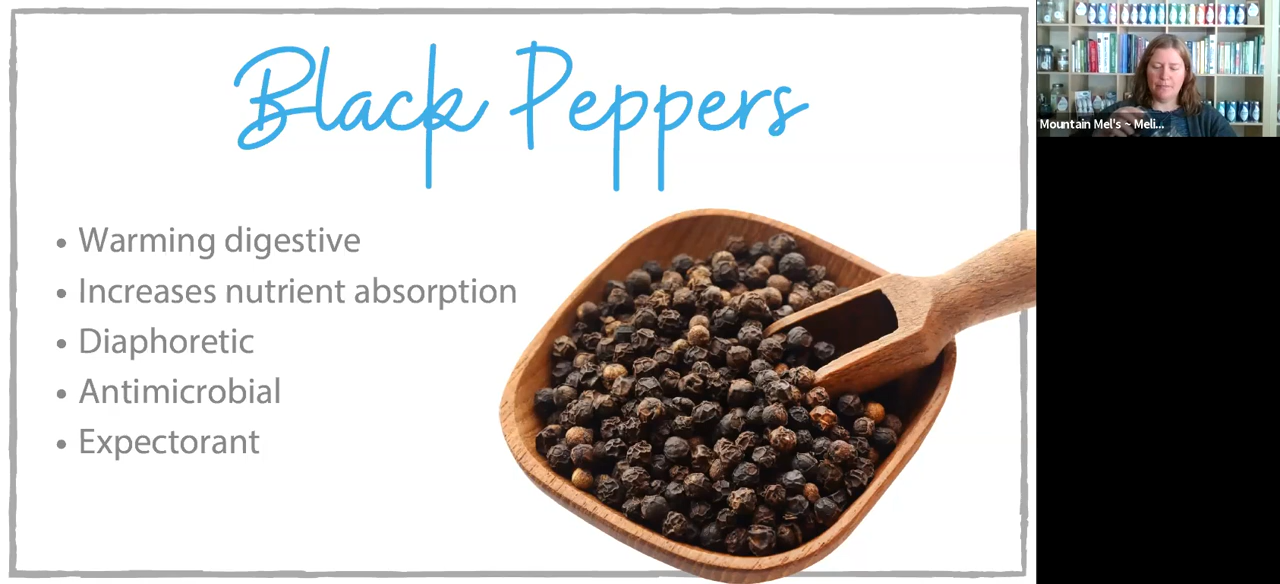 Black Peppers
• Warming digestive
• Increases nutrient absorption
• Diaphoretic
• Antimicrobial
• Expectorant
Mountain Mel's ~ Meli...